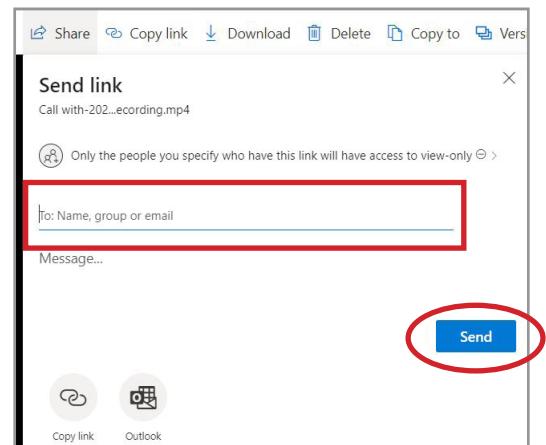 Share Copy link Download Delete Copy to Versi
Send link
Call with-202...ecording.mp4
Only the people you specify who have this link will have access to view-only
To: Name, group or email
Message...
Send
Copy link Outlook